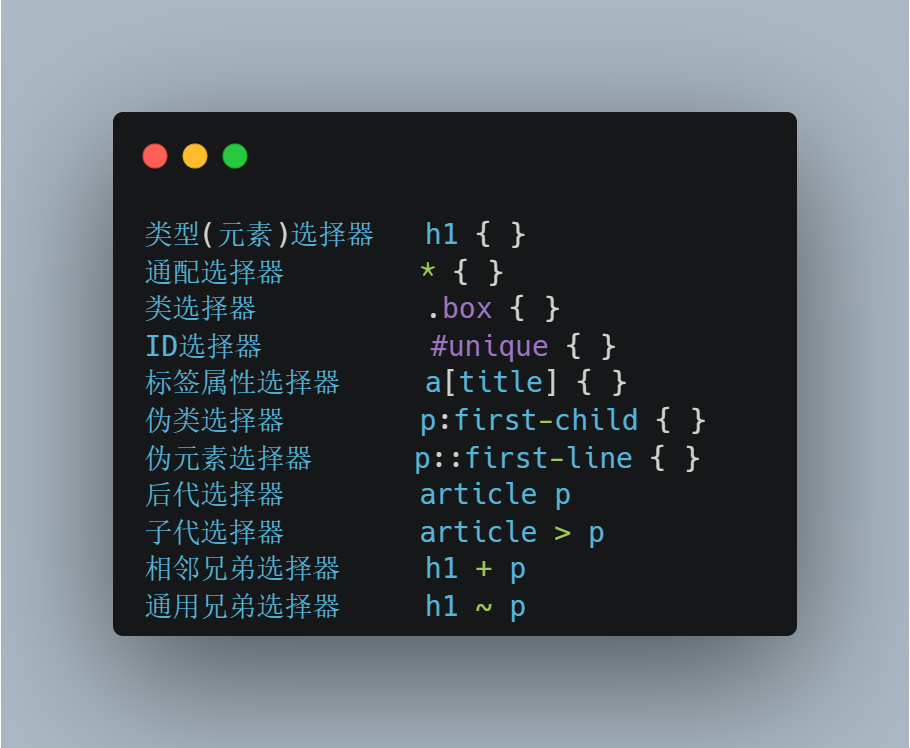 类型(元素)选择器 h1 { }
通配选择器 * { }
类选择器 .box { }
ID选择器 #unique { }
标签属性选择器 a[title] { }
伪类选择器 p:first-child { }
伪元素选择器 p::first-line { }
后代选择器 article p
子代选择器 article > p
相邻兄弟选择器 h1 + p
通用兄弟选择器 h1 ~ p